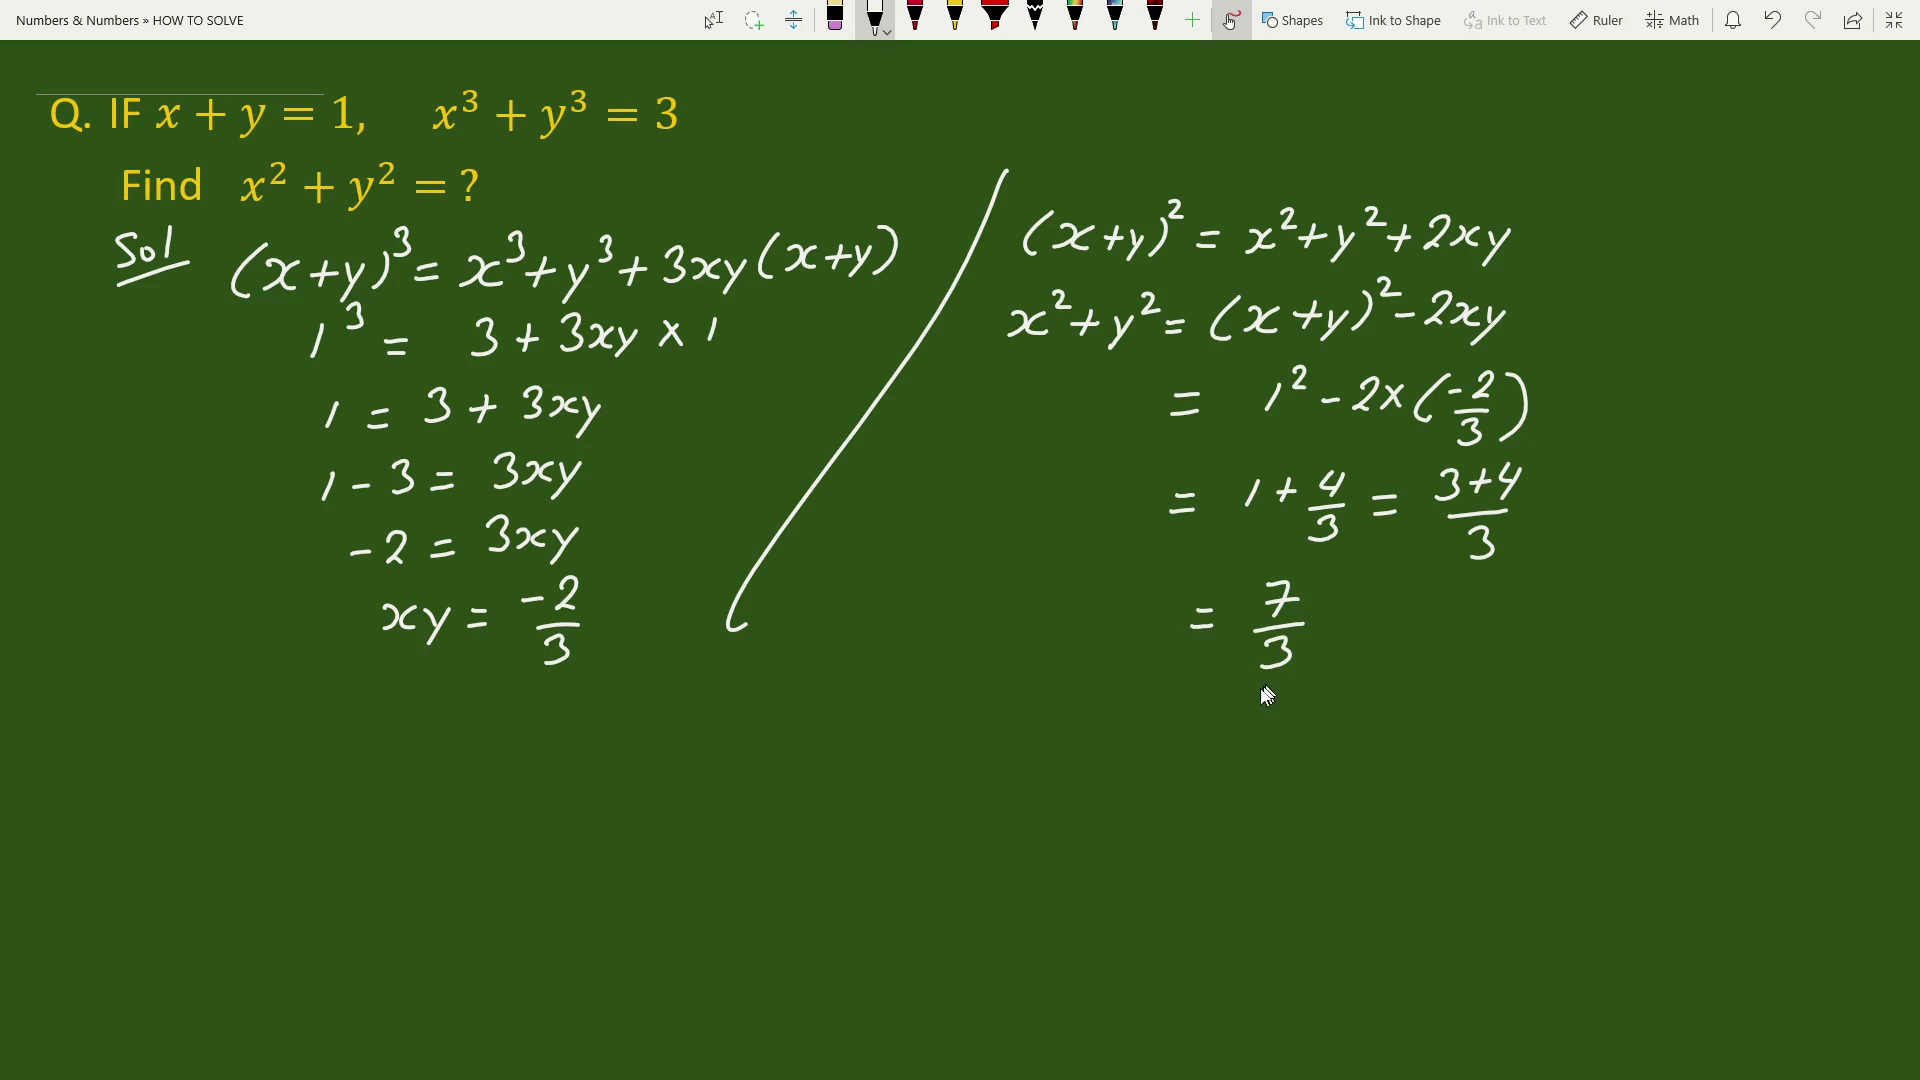 Numbers & Numbers » HOW TO SOLVE
Shapes Ink to Shape Ink to Text Ruler Math
Q. IF x + y = 1, x³ + y³ = 3
Find x² + y² = ?
Sol (x+y)³ = x³+y³+3xy(x+y)
1³ = 3 + 3xy × 1
1 = 3 + 3xy
1 - 3 = 3xy
-2 = 3xy
xy = -2/3
(x+y)² = x²+y²+2xy
x²+y² = (x+y)² - 2xy
= 1² - 2×(-2/3)
= 1 + 4/3 = 3+4/3
= 7/3